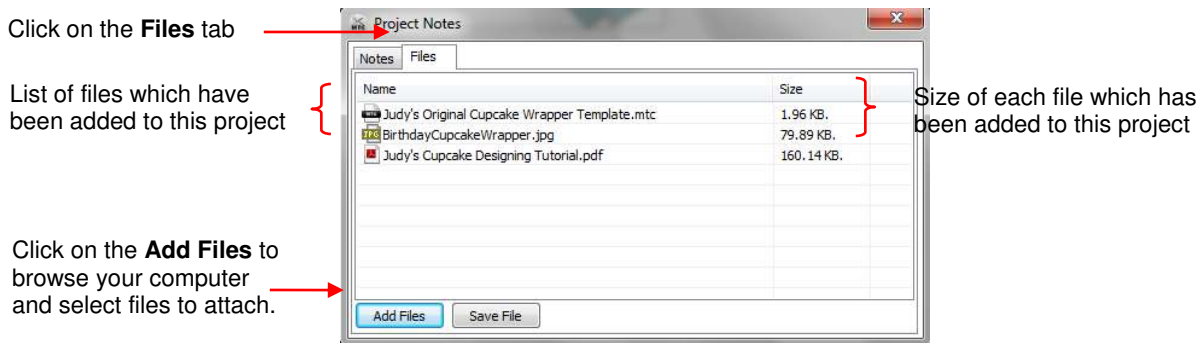 Click on the Files tab
Project Notes
Notes Files
List of files which have
been added to this project
Name Size
Judy's Original Cupcake Wrapper Template.mtc 1.96 KB.
BirthdayCupcakeWrapper.jpg 79.89 KB.
Judy's Cupcake Designing Tutorial.pdf 160.14 KB.
Size of each file which has
been added to this project
Click on the Add Files to
browse your computer
and select files to attach.
Add Files Save File